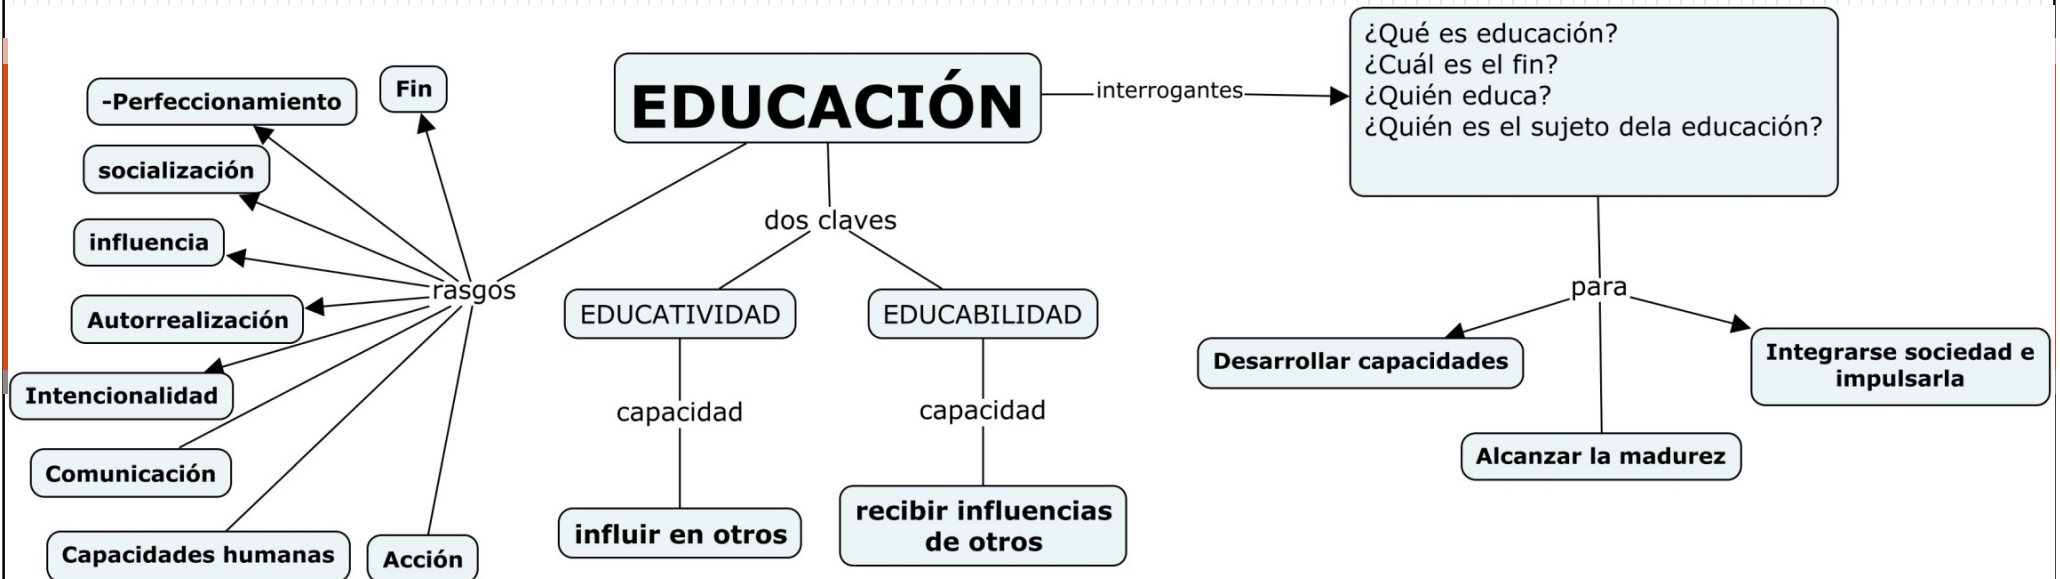 EDUCACIÓN
interrogantes
¿Qué es educación?
¿Cuál es el fin?
¿Quién educa?
¿Quién es el sujeto dela educación?
para
Desarrollar capacidades
Alcanzar la madurez
Integrarse sociedad e
impulsarla
dos claves
EDUCATIVIDAD
capacidad
influir en otros
EDUCABILIDAD
capacidad
recibir influencias
de otros
rasgos
Fin
-Perfeccionamiento
socialización
influencia
Autorrealización
Intencionalidad
Comunicación
Capacidades humanas
Acción